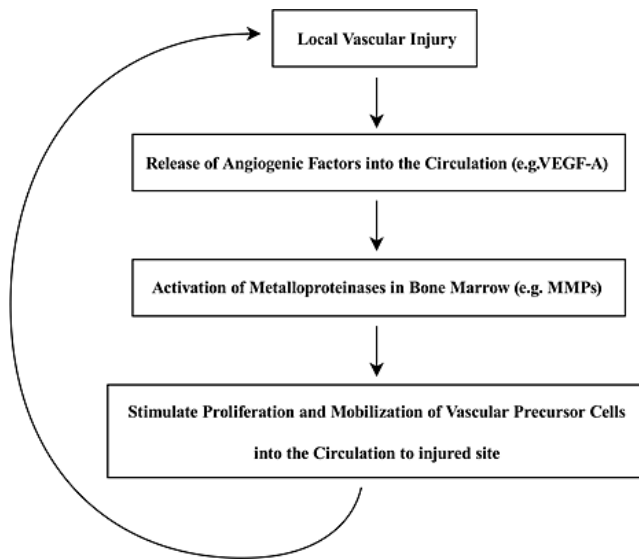 Local Vascular Injury
Release of Angiogenic Factors into the Circulation (e.g.VEGF-A)
Activation of Metalloproteinases in Bone Marrow (e.g. MMPs)
Stimulate Proliferation and Mobilization of Vascular Precursor Cells
into the Circulation to injured site